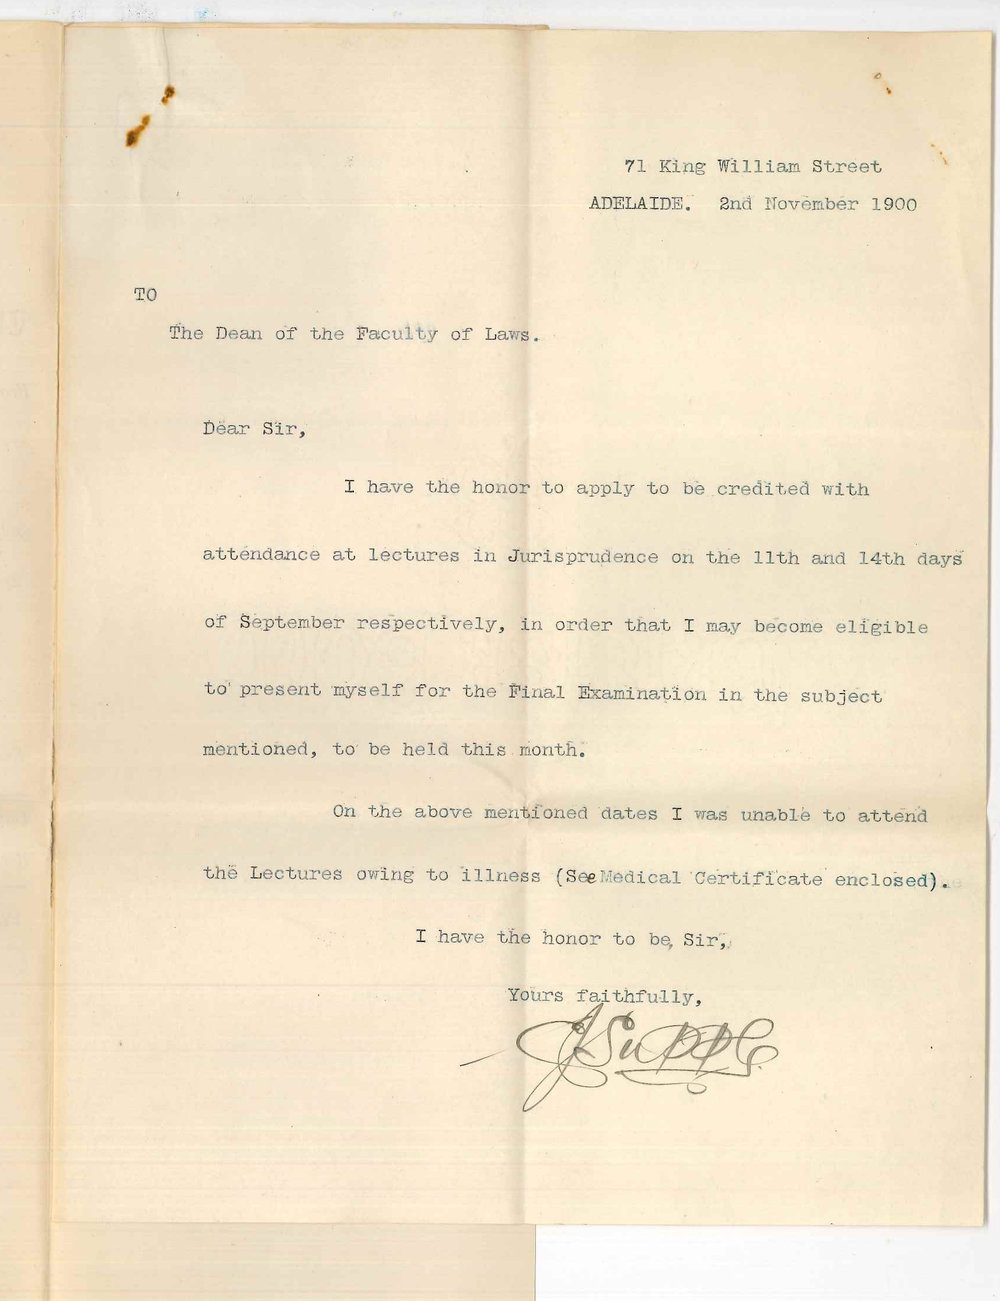 71 King William Street
ADELAIDE. 2nd November 1900
TO
The Dean of the Faculty of Laws.
Dear Sir,
I have the honor to apply to be credited with
attendance at lectures in Jurisprudence on the 11th and 14th days
of September respectively, in order that I may become eligible
to present myself for the Final Examination in the subject
mentioned, to be held this month.
On the above mentioned dates I was unable to attend
the Lectures owing to illness (See Medical Certificate enclosed).
I have the honor to be, Sir,
Yours faithfully,
J Supple